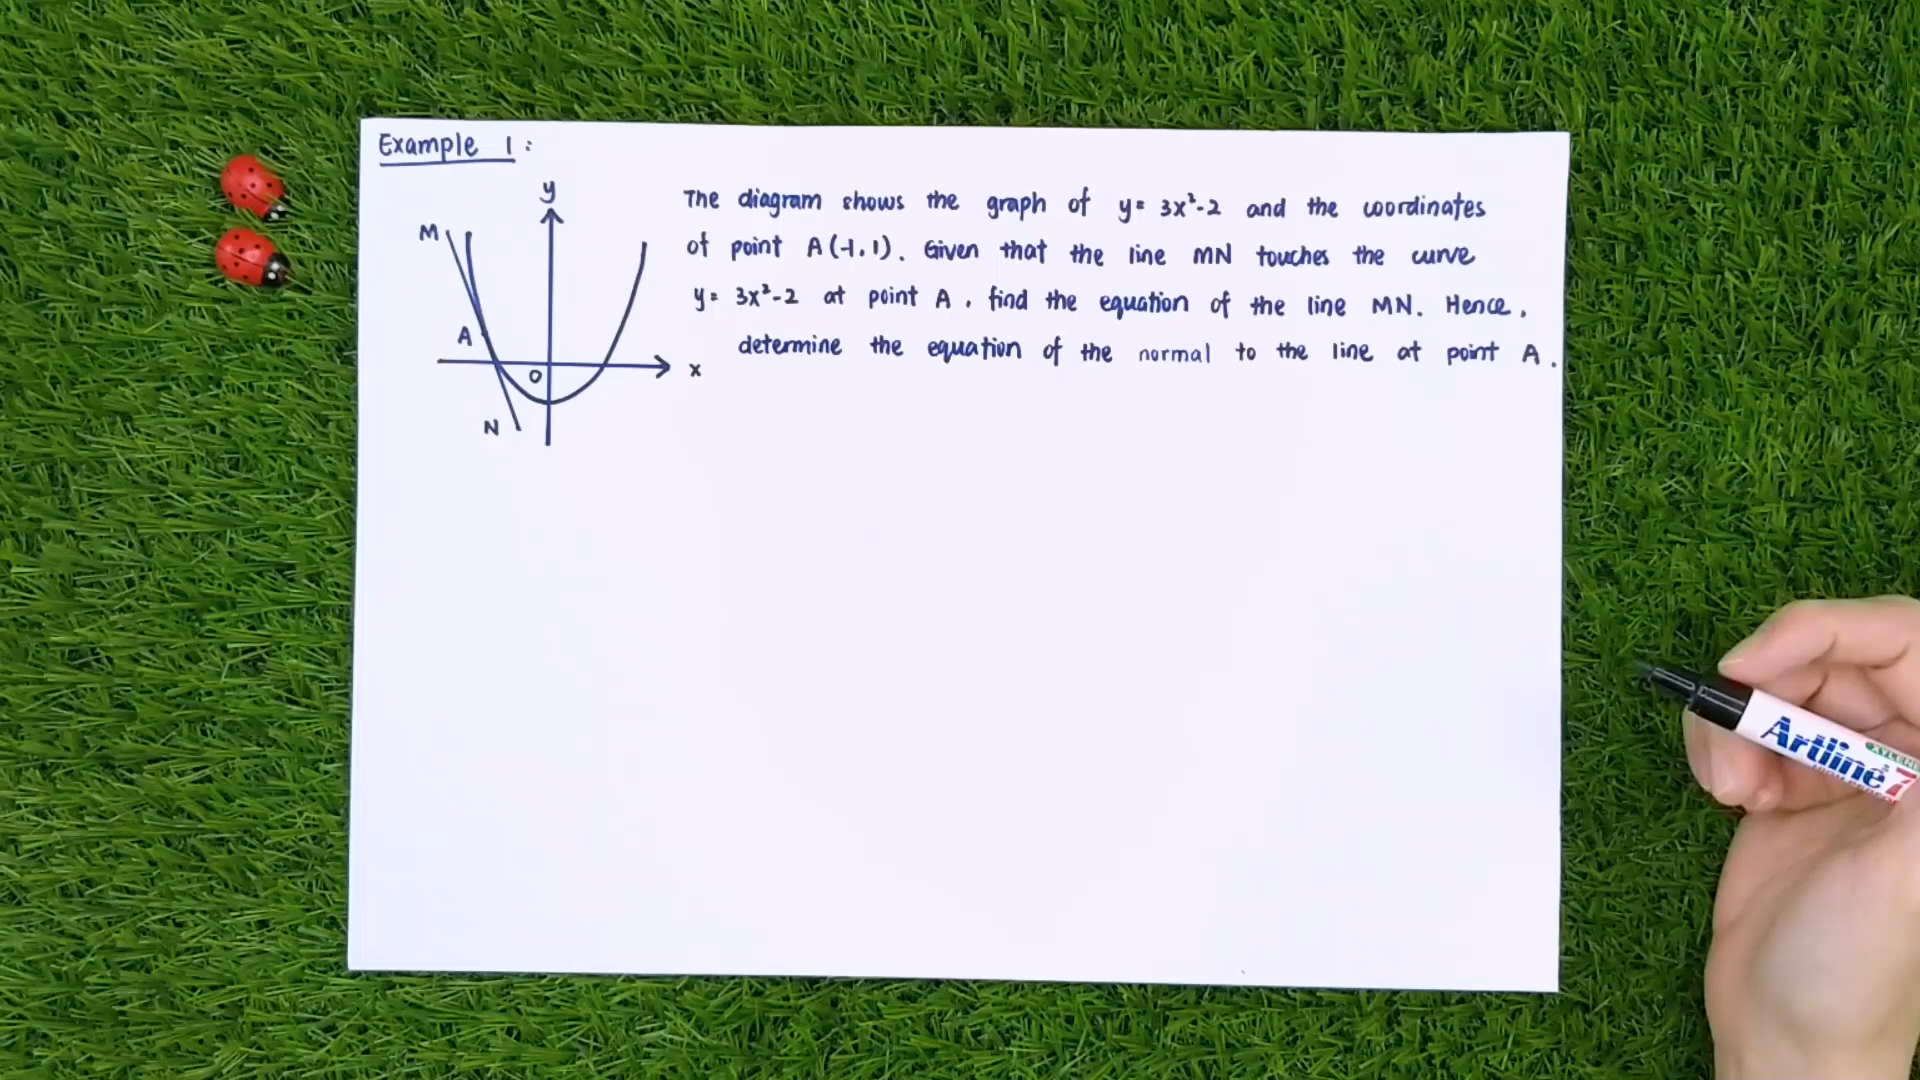 Example 1:
y
M
A
O
x
N
The diagram shows the graph of y = 3x²-2 and the coordinates
of point A(-1, 1). Given that the line MN touches the curve
y = 3x²-2 at point A, find the equation of the line MN. Hence,
determine the equation of the normal to the line at point A.
Artline 7